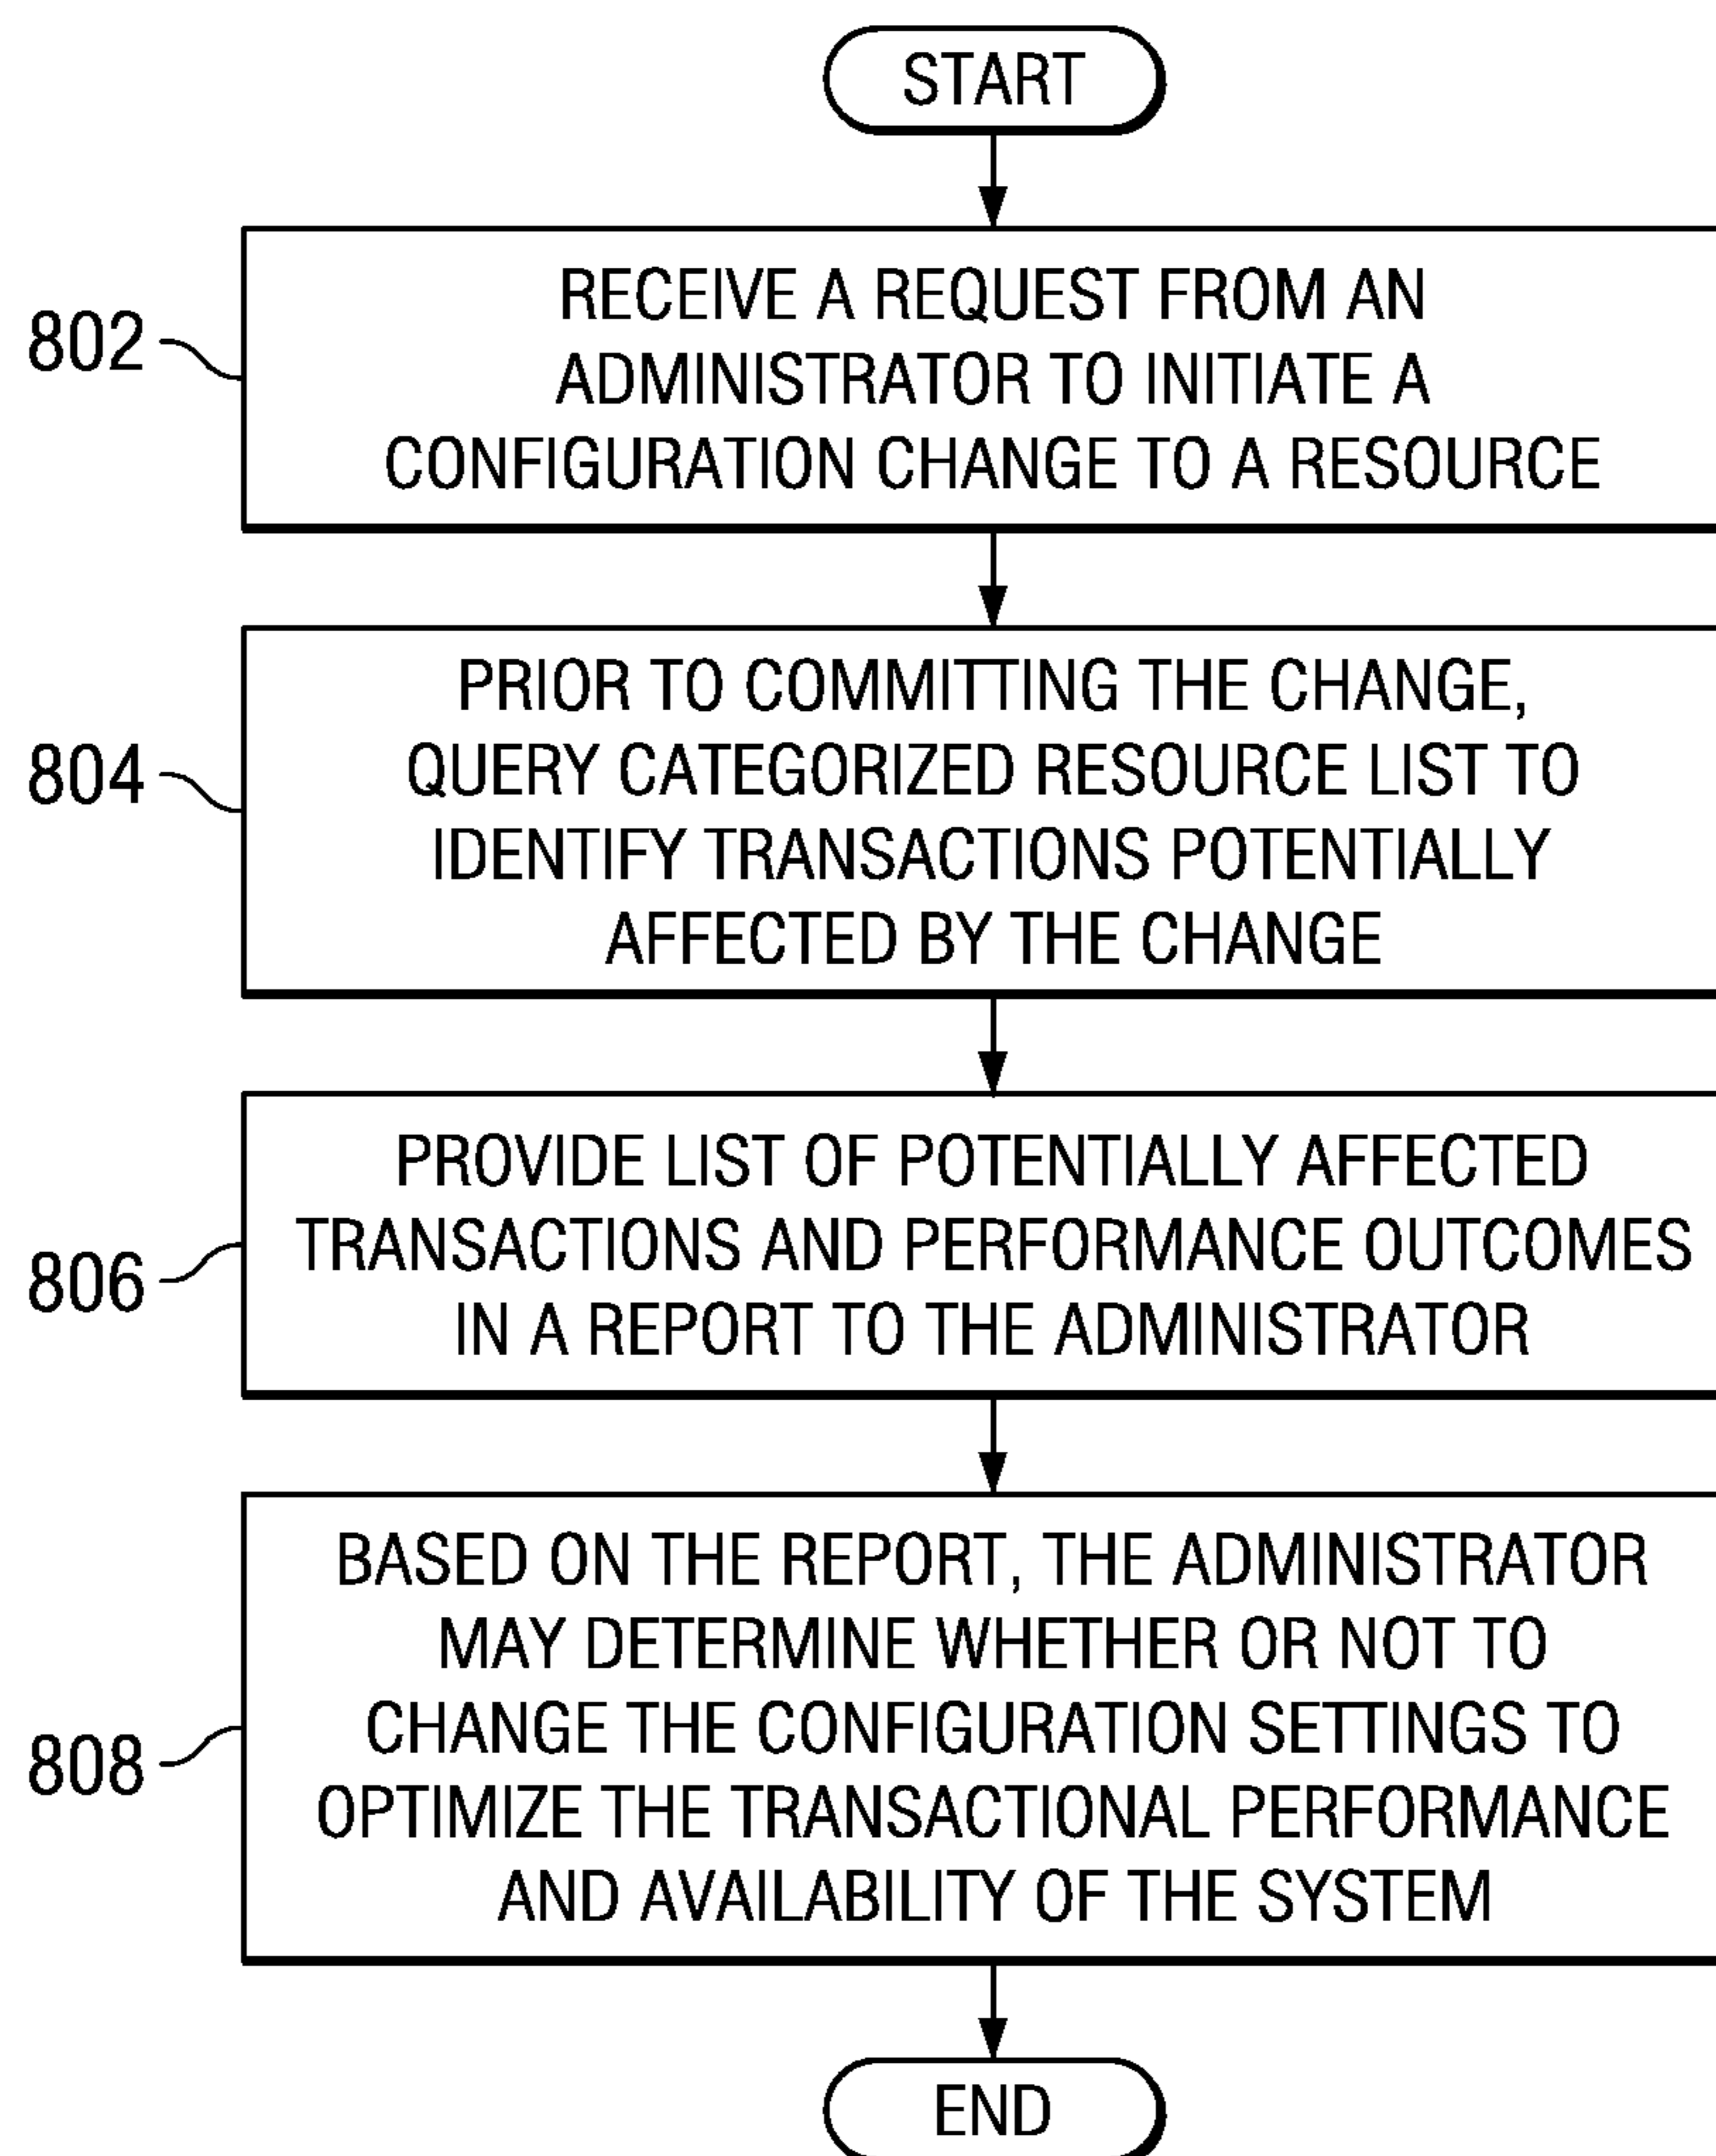 START
802
RECEIVE A REQUEST FROM AN
ADMINISTRATOR TO INITIATE A
CONFIGURATION CHANGE TO A RESOURCE
804
PRIOR TO COMMITTING THE CHANGE,
QUERY CATEGORIZED RESOURCE LIST TO
IDENTIFY TRANSACTIONS POTENTIALLY
AFFECTED BY THE CHANGE
806
PROVIDE LIST OF POTENTIALLY AFFECTED
TRANSACTIONS AND PERFORMANCE OUTCOMES
IN A REPORT TO THE ADMINISTRATOR
808
BASED ON THE REPORT, THE ADMINISTRATOR
MAY DETERMINE WHETHER OR NOT TO
CHANGE THE CONFIGURATION SETTINGS TO
OPTIMIZE THE TRANSACTIONAL PERFORMANCE
AND AVAILABILITY OF THE SYSTEM
END